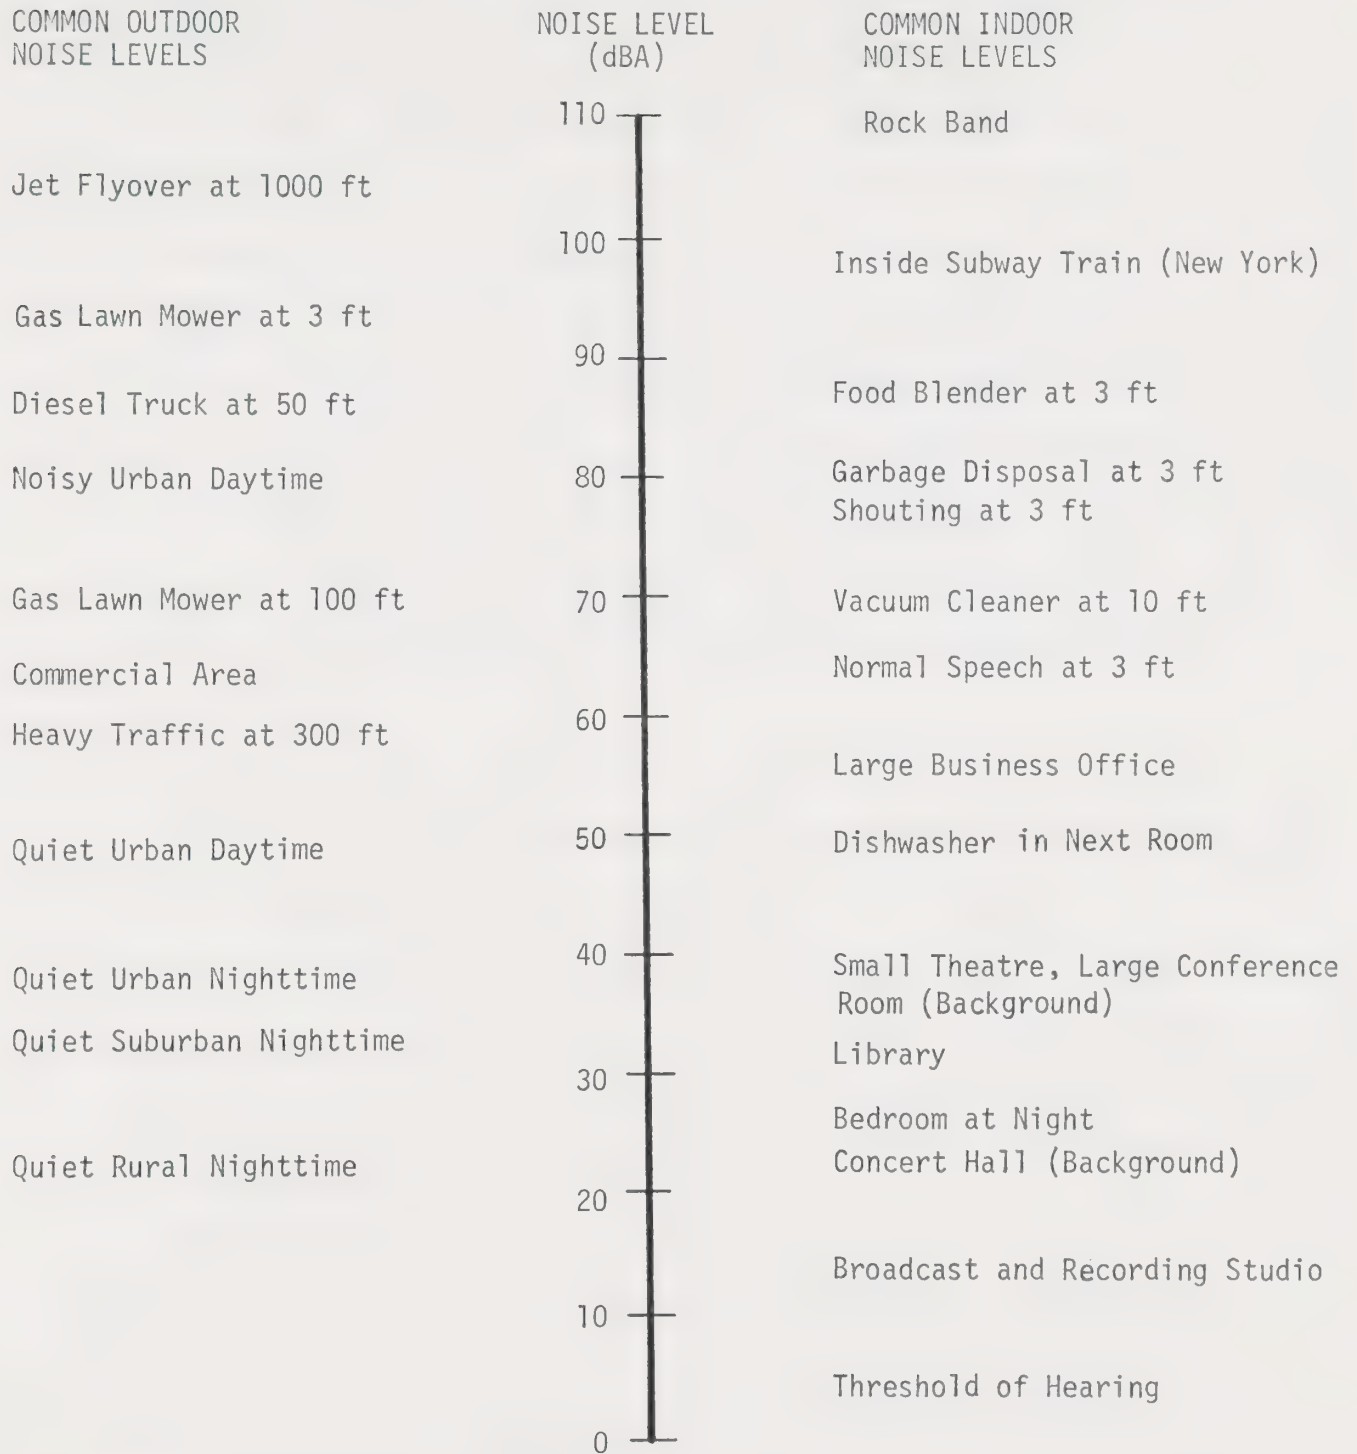 COMMON OUTDOOR
NOISE LEVELS
NOISE LEVEL
(dBA)
COMMON INDOOR
NOISE LEVELS
110
Rock Band
Jet Flyover at 1000 ft
100
Inside Subway Train (New York)
Gas Lawn Mower at 3 ft
90
Food Blender at 3 ft
Diesel Truck at 50 ft
Noisy Urban Daytime
80
Garbage Disposal at 3 ft
Shouting at 3 ft
Gas Lawn Mower at 100 ft
70
Vacuum Cleaner at 10 ft
Commercial Area
Normal Speech at 3 ft
60
Heavy Traffic at 300 ft
Large Business Office
50
Quiet Urban Daytime
Dishwasher in Next Room
40
Quiet Urban Nighttime
Small Theatre, Large Conference
Room (Background)
Quiet Suburban Nighttime
Library
30
Bedroom at Night
Quiet Rural Nighttime
Concert Hall (Background)
20
Broadcast and Recording Studio
10
Threshold of Hearing
0